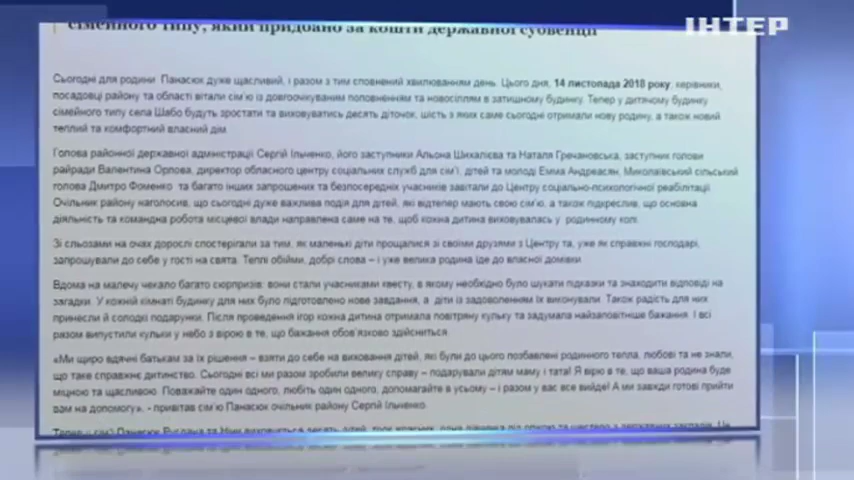 ІНТЕР
сімейного типу, який придбано за кошти державної субвенції
Сьогодні для родини Панасюк дуже щасливий, і разом з тим сповнений хвилюванням день. Цього дня, 14 листопада 2018 року, керівники,
посадовці району та області вітали сім'ю із довгоочікуваним поповненням та новосіллям в затишному будинку. Тепер у дитячому будинку
сімейного типу села Шабо будуть зростати та виховуватись десять діточок, шість з яких саме сьогодні отримали нову родину, а також новий
теплий та комфортний власний дім.
Голова районної державної адміністрації Сергій Ільченко, його заступники Альона Шихалієва та Наталя Гречановська, заступник голови
райради Валентина Орлова, директор обласного центру соціальних служб для сім'ї, дітей та молоді Емма Андреасян, Миколаївський сільський
голова Дмитро Фоменко та багато інших запрошених та безпосередніх учасників завітали до Центру соціально-психологічної реабілітації.
Очільник району наголосив, що сьогодні дуже важлива подія для дітей, які відтепер мають свою сім'ю, а також підкреслив, що основна
діяльність та командна робота місцевої влади направлена саме на те, щоб кожна дитина виховувалась у родинному колі.
Зі сльозами на очах дорослі спостерігали за тим, як маленькі діти прощалися зі своїми друзями з Центру та, уже як справжні господарі,
запрошували до себе у гості на свята. Теплі обійми, добрі слова – і уже велика родина їде до власної домівки.
Вдома на малечу чекало багато сюрпризів: вони стали учасниками квесту, в якому необхідно було шукати підказки та знаходити відповіді на
загадки. У кожній кімнаті будинку для них було підготовлено нове завдання, а діти із задоволенням їх виконували. Також радість для них
принесли й солодкі подарунки. Після проведення ігор кожна дитина отримала повітряну кульку та задумала найзаповітніше бажання. І всі
разом випустили кульки у небо з вірою в те, що бажання обов'язково здійсниться.
«Ми щиро вдячні батькам за їх рішення – взяти до себе на виховання дітей, які були до цього позбавлені родинного тепла, любові та не знали,
що таке справжнє дитинство. Сьогодні всі ми разом зробили велику справу – подарували дітям маму і тата! Я вірю в те, що ваша родина буде
міцною та щасливою. Поважайте один одного, любіть один одного, допомагайте в усьому – і разом у вас все вийде! А ми завжди готові прийти
вам на допомогу», - привітав сім'ю Панасюк очільник району Сергій Ільченко.
Тепер у сім'ї Панасюк Руслана та Ніни виховується десять дітей,